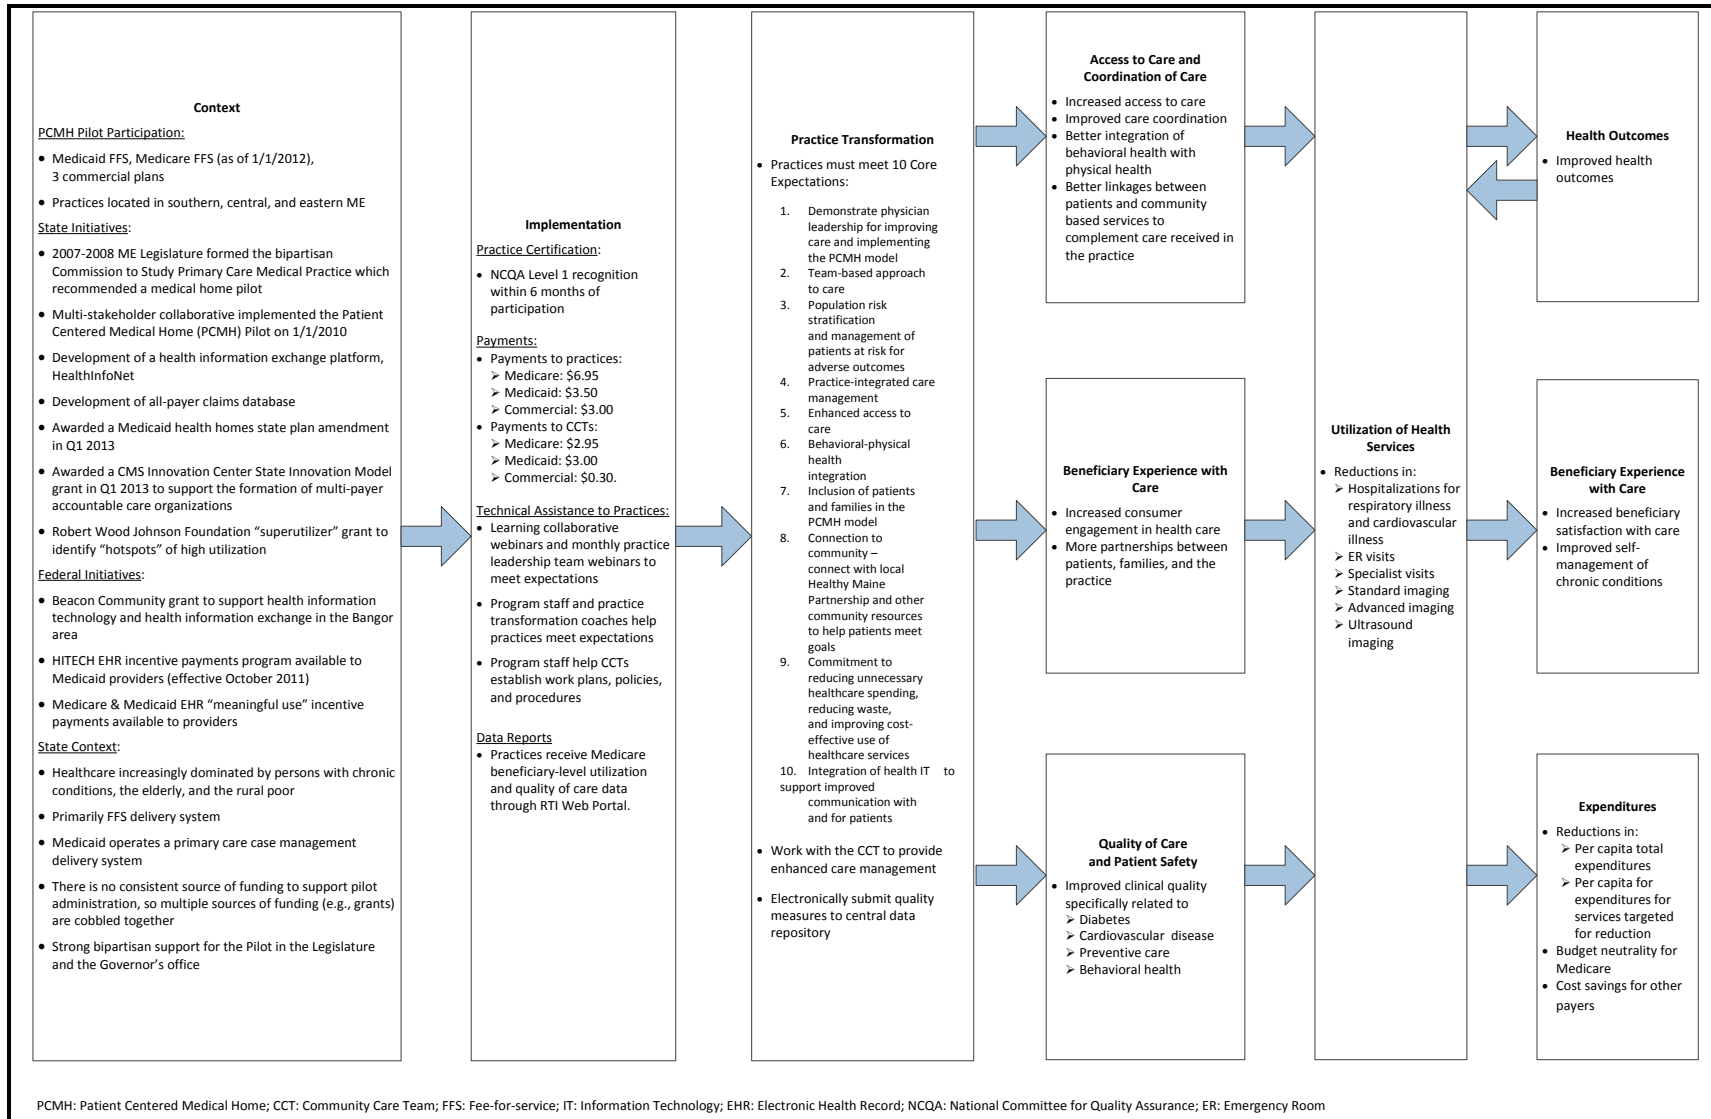 Context
PCMH Pilot Participation:
• Medicaid FFS, Medicare FFS (as of 1/1/2012),
3 commercial plans
• Practices located in southern, central, and eastern ME
State Initiatives:
• 2007-2008 ME Legislature formed the bipartisan
Commission to Study Primary Care Medical Practice which
recommended a medical home pilot
• Multi-stakeholder collaborative implemented the Patient
Centered Medical Home (PCMH) Pilot on 1/1/2010
• Development of a health information exchange platform,
HealthInfoNet
• Development of all-payer claims database
• Awarded a Medicaid health homes state plan amendment
in Q1 2013
• Awarded a CMS Innovation Center State Innovation Model
grant in Q1 2013 to support the formation of multi-payer
accountable care organizations
• Robert Wood Johnson Foundation “superutilizer” grant to
identify “hotspots” of high utilization
Federal Initiatives:
• Beacon Community grant to support health information
technology and health information exchange in the Bangor
area
• HITECH EHR incentive payments program available to
Medicaid providers (effective October 2011)
• Medicare & Medicaid EHR “meaningful use” incentive
payments available to providers
State Context:
• Healthcare increasingly dominated by persons with chronic
conditions, the elderly, and the rural poor
• Primarily FFS delivery system
• Medicaid operates a primary care case management
delivery system
• There is no consistent source of funding to support pilot
administration, so multiple sources of funding (e.g., grants)
are cobbled together
• Strong bipartisan support for the Pilot in the Legislature
and the Governor’s office
Implementation
Practice Certification:
• NCQA Level 1 recognition
within 6 months of
participation
Payments:
• Payments to practices:
➢ Medicare: $6.95
➢ Medicaid: $3.50
➢ Commercial: $3.00
• Payments to CCTs:
➢ Medicare: $2.95
➢ Medicaid: $3.00
➢ Commercial: $0.30.
Technical Assistance to Practices:
• Learning collaborative
webinars and monthly practice
leadership team webinars to
meet expectations
• Program staff and practice
transformation coaches help
practices meet expectations
• Program staff help CCTs
establish work plans, policies,
and procedures
Data Reports
• Practices receive Medicare
beneficiary-level utilization
and quality of care data
through RTI Web Portal.
Practice Transformation
• Practices must meet 10 Core
Expectations:
1. Demonstrate physician
leadership for improving
care and implementing
the PCMH model
2. Team-based approach
to care
3. Population risk
stratification
and management of
patients at risk for
adverse outcomes
4. Practice-integrated care
management
5. Enhanced access to
care
6. Behavioral-physical
health
integration
7. Inclusion of patients
and families in the
PCMH model
8. Connection to
community –
connect with local
Healthy Maine
Partnership and other
community resources
to help patients meet
goals
9. Commitment to
reducing unnecessary
healthcare spending,
reducing waste,
and improving cost-
effective use of
healthcare services
10. Integration of health IT to
support improved
communication with
and for patients
• Work with the CCT to provide
enhanced care management
• Electronically submit quality
measures to central data
repository
Access to Care and
Coordination of Care
• Increased access to care
• Improved care coordination
• Better integration of
behavioral health with
physical health
• Better linkages between
patients and community
based services to
complement care received in
the practice
Beneficiary Experience with
Care
• Increased consumer
engagement in health care
• More partnerships between
patients, families, and the
practice
Quality of Care
and Patient Safety
• Improved clinical quality
specifically related to
➢ Diabetes
➢ Cardiovascular disease
➢ Preventive care
➢ Behavioral health
Utilization of Health
Services
• Reductions in:
➢ Hospitalizations for
respiratory illness
and cardiovascular
illness
➢ ER visits
➢ Specialist visits
➢ Standard imaging
➢ Advanced imaging
➢ Ultrasound
imaging
Health Outcomes
• Improved health
outcomes
Beneficiary Experience
with Care
• Increased beneficiary
satisfaction with care
• Improved self-
management of
chronic conditions
Expenditures
• Reductions in:
➢ Per capita total
expenditures
➢ Per capita for
expenditures for
services targeted
for reduction
• Budget neutrality for
Medicare
• Cost savings for other
payers
PCMH: Patient Centered Medical Home; CCT: Community Care Team; FFS: Fee-for-service; IT: Information Technology; EHR: Electronic Health Record; NCQA: National Committee for Quality Assurance; ER: Emergency Room